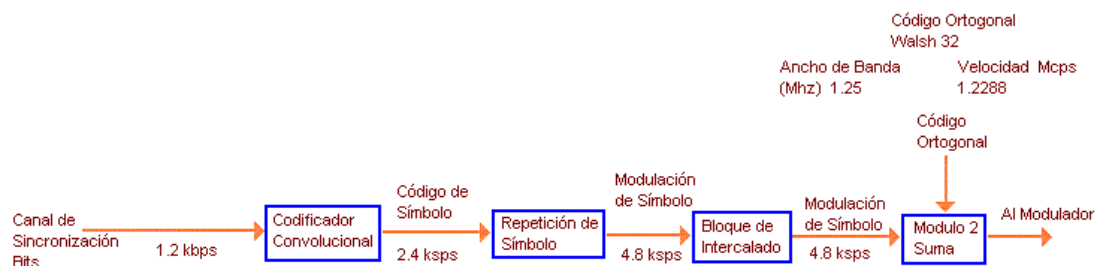 Código Ortogonal
Walsh 32
Ancho de Banda
(Mhz) 1.25
Velocidad Mcps
1.2288
Código
Ortogonal
Canal de
Sincronización
Bits
1.2 kbps
Codificador
Convolucional
Código de
Símbolo
2.4 ksps
Repetición de
Símbolo
Modulación
de Símbolo
4.8 ksps
Bloque de
Intercalado
Modulación
de Símbolo
4.8 ksps
Modulo 2
Suma
Al Modulador